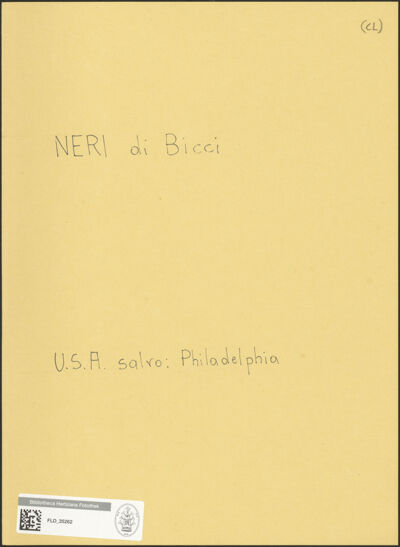 (CL)
NERI di Bicci
U.S.A. salvo: Philadelphia
Bibliotheca Hertziana Fotothek
FLD_20262